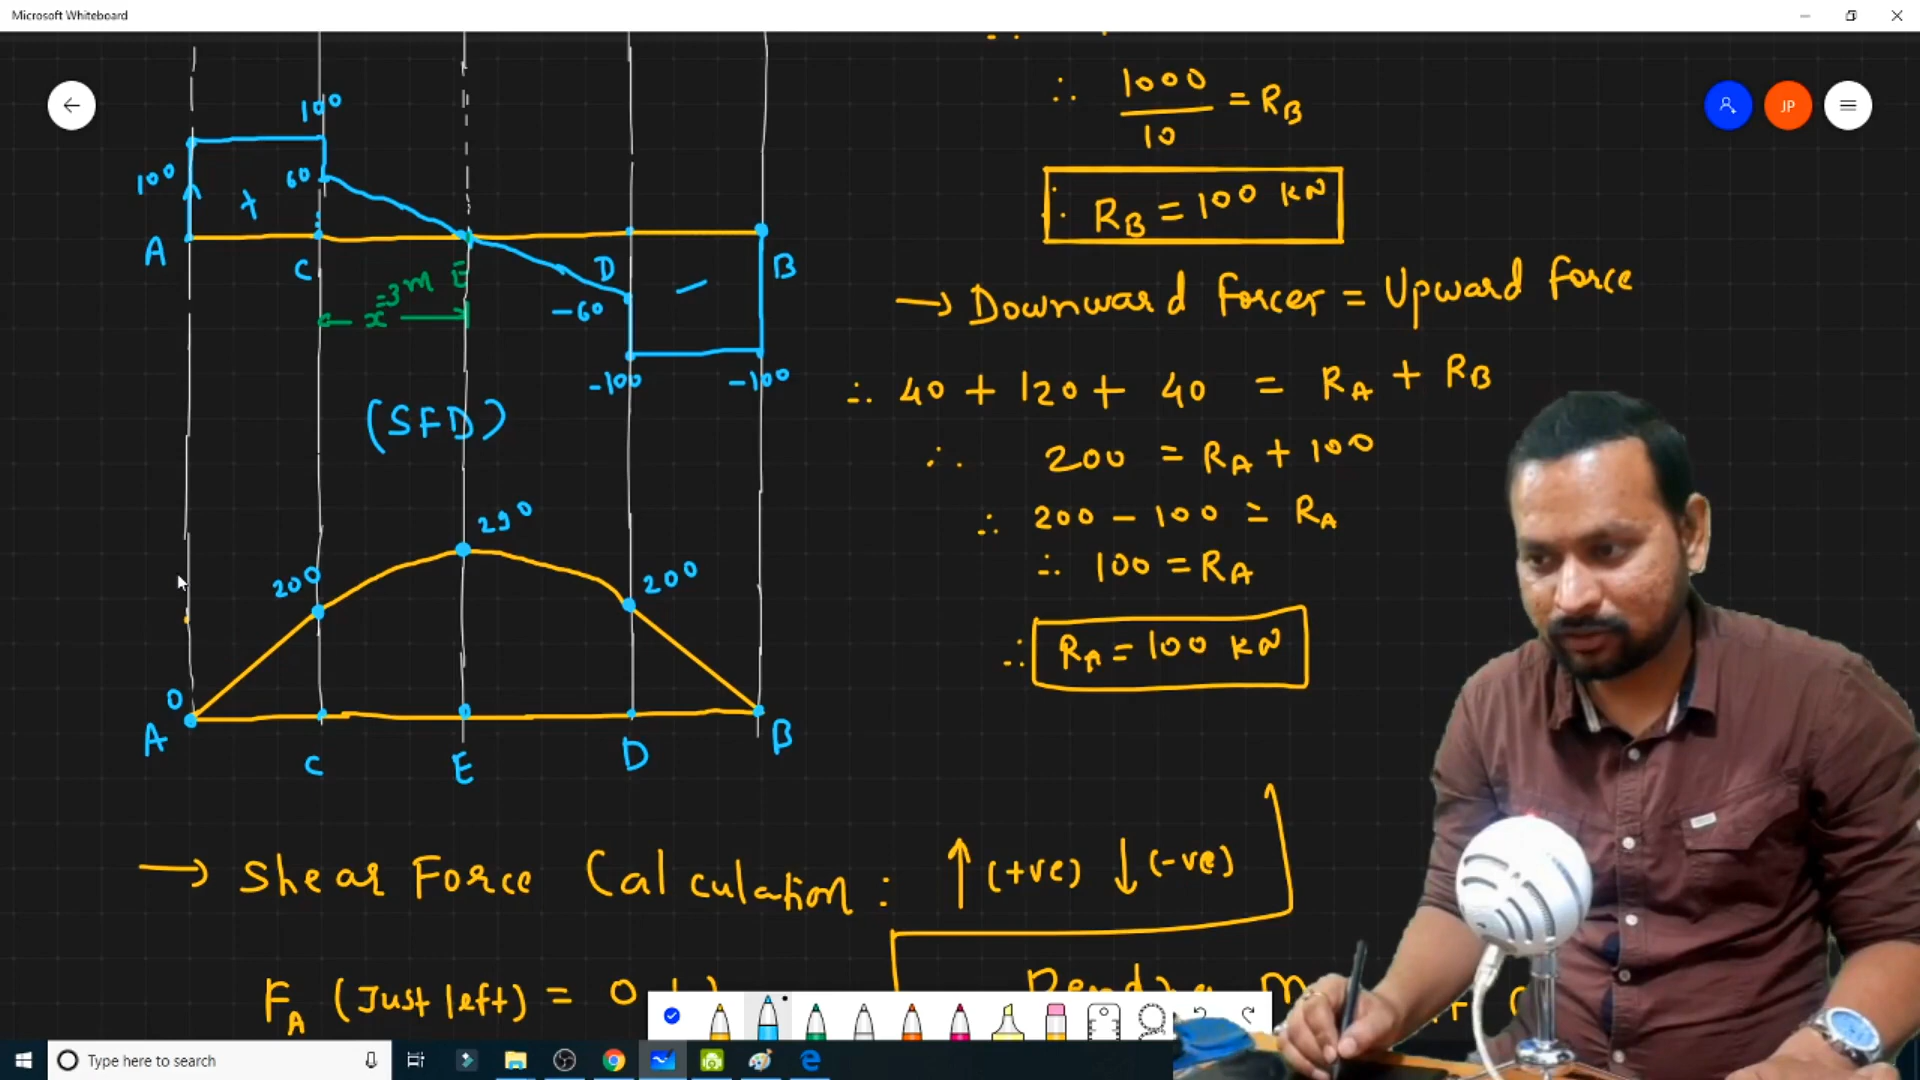 Microsoft Whiteboard
JP
100
100
60
+
A
C
E
D
B
=3m
x
-60
–
-100
-100
(SFD)
290
200
200
0
A
C
E
D
B
∴ 1000/10 = RB
∴ RB = 100 KN
→ Downward Forces = Upward Force
∴ 40 + 120 + 40 = RA + RB
∴ 200 = RA + 100
∴ 200 - 100 = RA
∴ 100 = RA
∴ RA = 100 KN
→ Shear Force Calculation : ↑ (+ve) ↓ (-ve)
FA (Just left) = 0
Type here to search